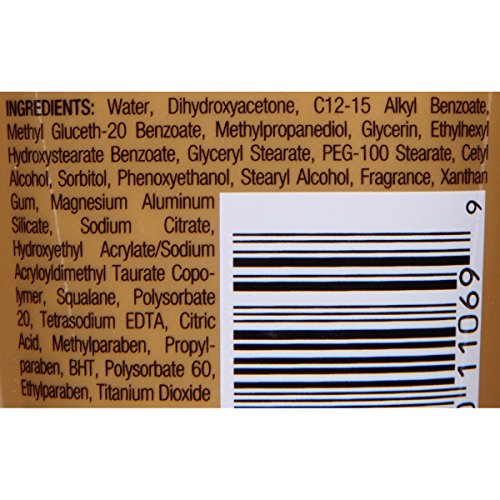 INGREDIENTS: Water, Dihydroxyacetone, C12-15 Alkyl Benzoate,
Methyl Gluceth-20 Benzoate, Methylpropanediol, Glycerin, Ethylhexyl
Hydroxystearate Benzoate, Glyceryl Stearate, PEG-100 Stearate, Cetyl
Alcohol, Sorbitol, Phenoxyethanol, Stearyl Alcohol, Fragrance, Xanthan
Gum, Magnesium Aluminum
Silicate, Sodium Citrate,
Hydroxyethyl Acrylate/Sodium
Acryloyldimethyl Taurate Copo-
lymer, Squalane, Polysorbate
20, Tetrasodium EDTA, Citric
Acid, Methylparaben, Propyl-
paraben, BHT, Polysorbate 60,
Ethylparaben, Titanium Dioxide
11069 9